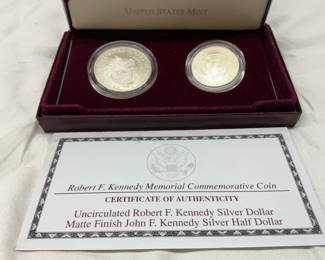 UNITED STATES MINT
Robert F. Kennedy Memorial Commemorative Coin
CERTIFICATE OF AUTHENTICITY
Uncirculated Robert F. Kennedy Silver Dollar
Matte Finish John F. Kennedy Silver Half Dollar